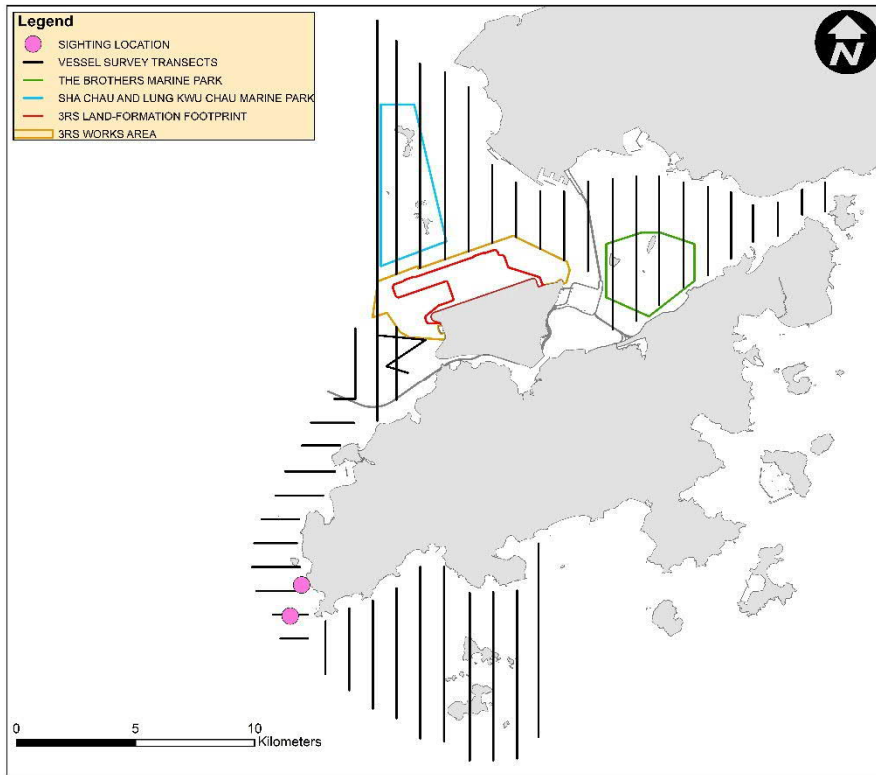 Legend
SIGHTING LOCATION
VESSEL SURVEY TRANSECTS
THE BROTHERS MARINE PARK
SHA CHAU AND LUNG KWU CHAU MARINE PARK
3RS LAND-FORMATION FOOTPRINT
3RS WORKS AREA
N
0 5 10
Kilometers